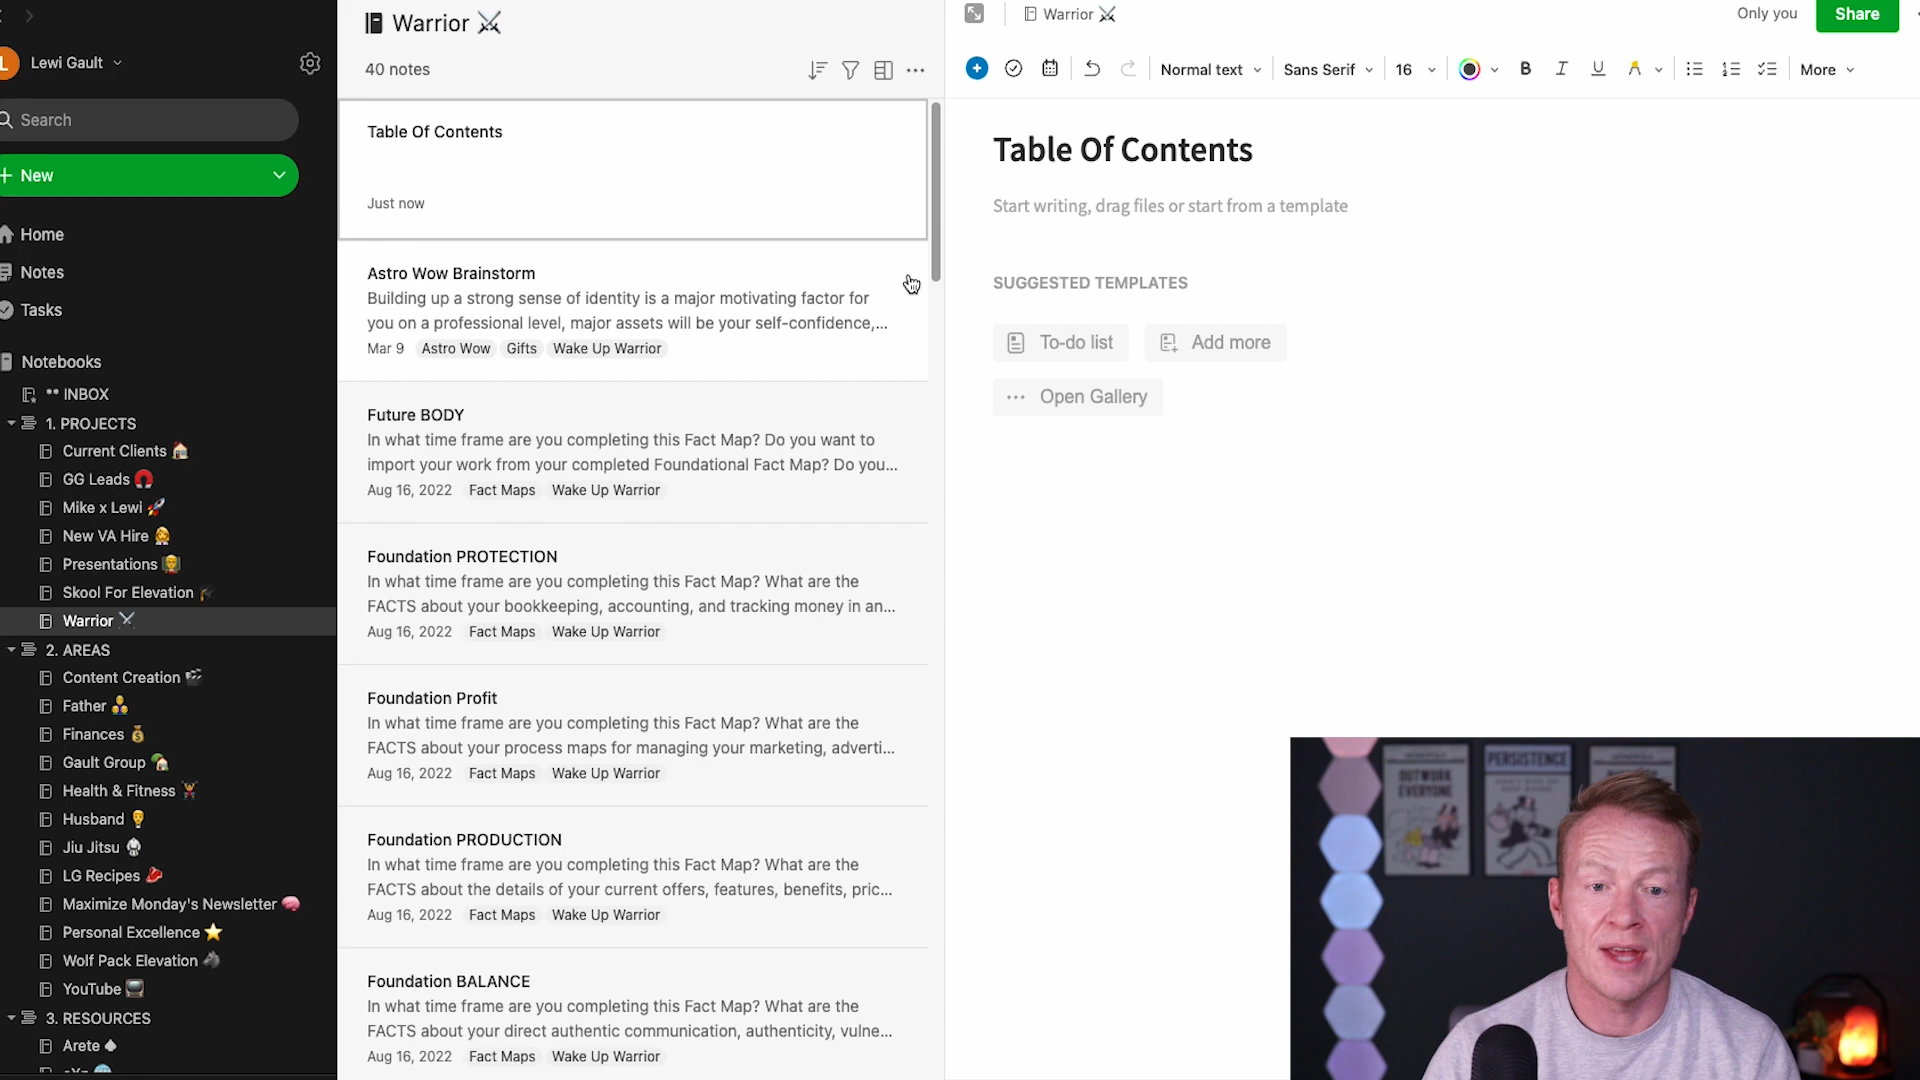 Lewi Gault
Search
New
Home
Notes
Tasks
Notebooks
** INBOX
1. PROJECTS
Current Clients 🏠
GG Leads 🧲
Mike x Lewi 🚀
New VA Hire
Presentations
Skool For Elevation 🎓
Warrior ⚔
2. AREAS
Content Creation 🎬
Father
Finances 💰
Gault Group 🏡
Health & Fitness
Husband
Jiu Jitsu 🥋
LG Recipes 🥩
Maximize Monday's Newsletter 🧠
Personal Excellence ⭐
Wolf Pack Elevation 🐺
YouTube 📺
3. RESOURCES
Arete ♠
Warrior ⚔
40 notes
Table Of Contents
Just now
Astro Wow Brainstorm
Building up a strong sense of identity is a major motivating factor for
you on a professional level, major assets will be your self-confidence,...
Mar 9 Astro Wow Gifts Wake Up Warrior
Future BODY
In what time frame are you completing this Fact Map? Do you want to
import your work from your completed Foundational Fact Map? Do you...
Aug 16, 2022 Fact Maps Wake Up Warrior
Foundation PROTECTION
In what time frame are you completing this Fact Map? What are the
FACTS about your bookkeeping, accounting, and tracking money in an...
Aug 16, 2022 Fact Maps Wake Up Warrior
Foundation Profit
In what time frame are you completing this Fact Map? What are the
FACTS about your process maps for managing your marketing, adverti...
Aug 16, 2022 Fact Maps Wake Up Warrior
Foundation PRODUCTION
In what time frame are you completing this Fact Map? What are the
FACTS about the details of your current offers, features, benefits, pric...
Aug 16, 2022 Fact Maps Wake Up Warrior
Foundation BALANCE
In what time frame are you completing this Fact Map? What are the
FACTS about your direct authentic communication, authenticity, vulne...
Aug 16, 2022 Fact Maps Wake Up Warrior
Warrior ⚔
Only you
Share
Normal text
Sans Serif
16
B I U
More
Table Of Contents
Start writing, drag files or start from a template
SUGGESTED TEMPLATES
To-do list
Add more
Open Gallery
OUTWORK
EVERYONE
PERSISTENCE